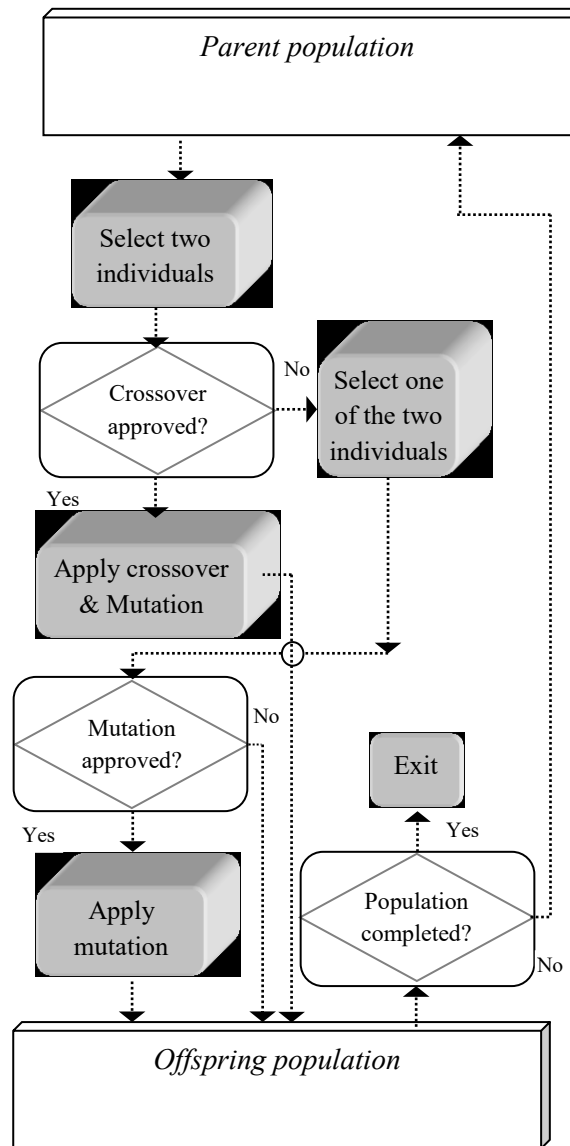 Parent population
Select two
individuals
Crossover
approved?
No
Select one
of the two
individuals
Yes
Apply crossover
& Mutation
Mutation
approved?
No
Exit
Yes
Yes
Apply
mutation
Population
completed?
No
Offspring population